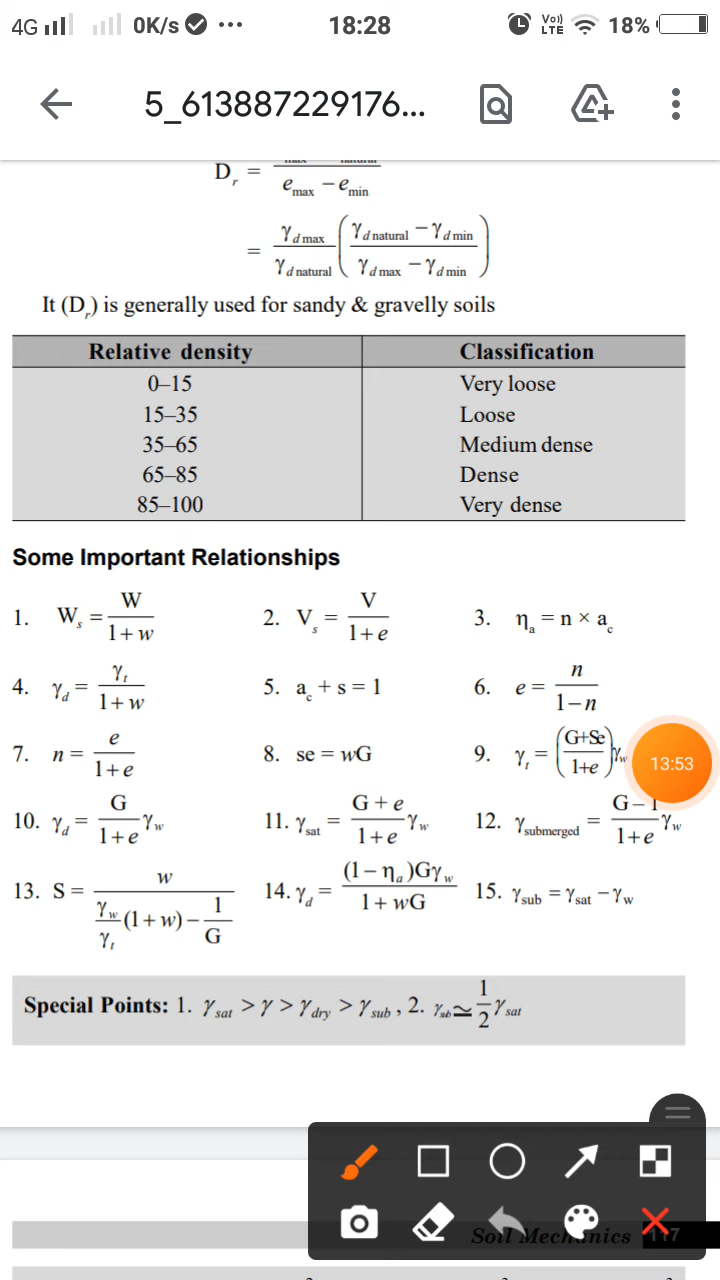 4G 0K/s ... 18:28 Vo)) LTE 18%
5_613887229176...
D_r = / e_max − e_min
= γ_d max / γ_d natural ( γ_d natural − γ_d min / γ_d max − γ_d min )
It (D_r) is generally used for sandy & gravelly soils
Relative density Classification
0–15 Very loose
15–35 Loose
35–65 Medium dense
65–85 Dense
85–100 Very dense
Some Important Relationships
1. W_s = W / 1 + w 2. V_s = V / 1 + e 3. η_a = n × a_c
4. γ_d = γ_t / 1 + w 5. a_c + s = 1 6. e = n / 1 − n
7. n = e / 1 + e 8. se = wG 9. γ_t = ( G+Se / 1+e ) γ_w 13:53
10. γ_d = G / 1 + e γ_w 11. γ_sat = G + e / 1 + e γ_w 12. γ_submerged = G − 1 / 1 + e γ_w
13. S = w / γ_w / γ_t (1 + w) − 1 / G 14. γ_d = (1 − η_a)Gγ_w / 1 + wG 15. γ_sub = γ_sat − γ_w
Special Points: 1. γ_sat > γ > γ_dry > γ_sub , 2. γ_sub ≃ 1/2 γ_sat
Soil Mechanics 117